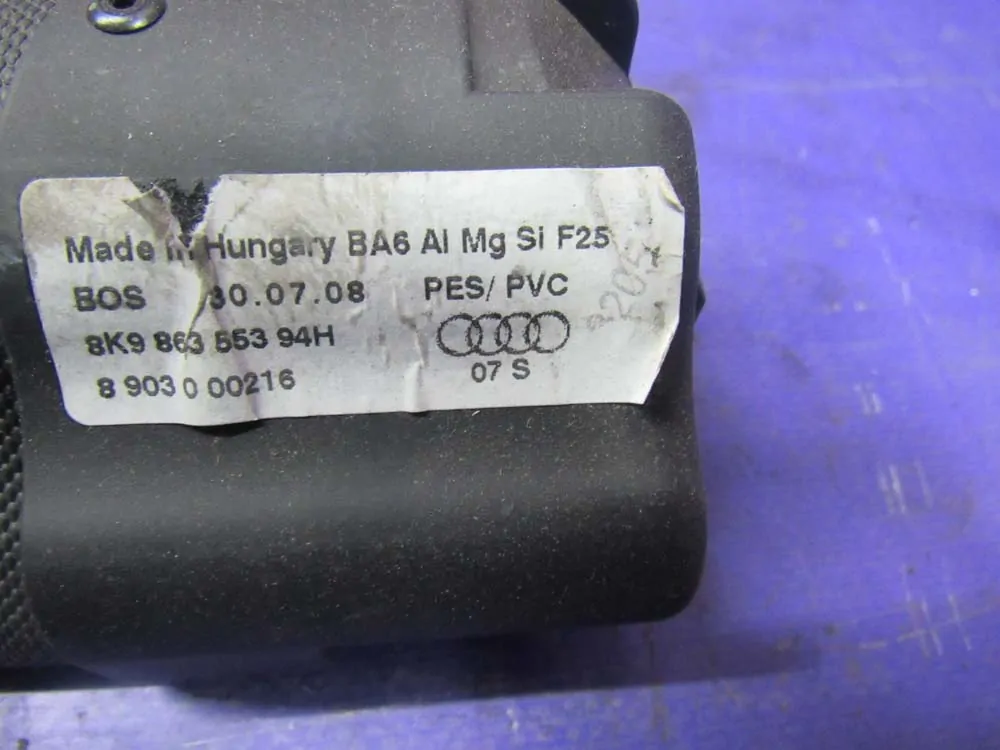 Made in Hungary BA6 Al Mg Si F25
BOS 30.07.08 PES/ PVC
8K9 863 553 94H
8 903 0 00216
07 S